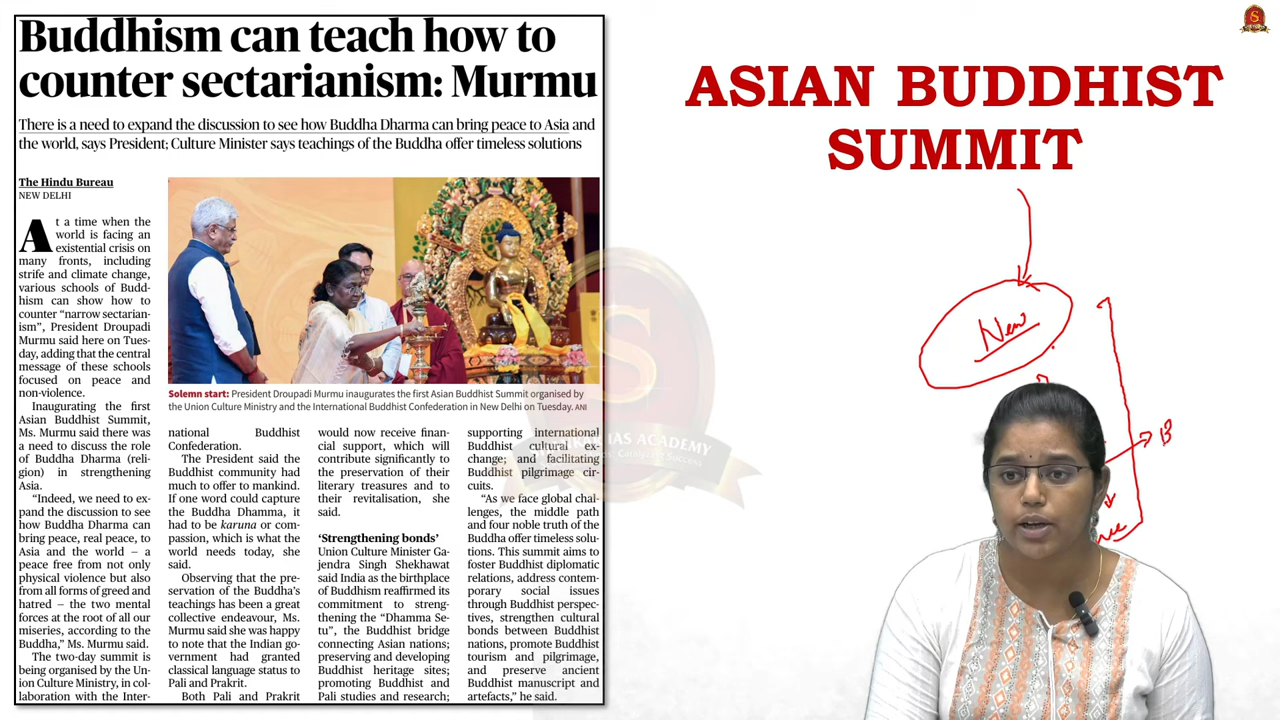 Buddhism can teach how to
counter sectarianism: Murmu
There is a need to expand the discussion to see how Buddha Dharma can bring peace to Asia and
the world, says President; Culture Minister says teachings of the Buddha offer timeless solutions
The Hindu Bureau
NEW DELHI
At a time when the
world is facing an
existential crisis on
many fronts, including
strife and climate change,
various schools of Budd-
hism can show how to
counter “narrow sectarian-
ism”, President Droupadi
Murmu said here on Tues-
day, adding that the central
message of these schools
focused on peace and
non-violence.
Inaugurating the first
Asian Buddhist Summit,
Ms. Murmu said there was
a need to discuss the role
of Buddha Dharma (reli-
gion) in strengthening
Asia.
“Indeed, we need to ex-
pand the discussion to see
how Buddha Dharma can
bring peace, real peace, to
Asia and the world — a
peace free from not only
physical violence but also
from all forms of greed and
hatred — the two mental
forces at the root of all our
miseries, according to the
Buddha,” Ms. Murmu said.
The two-day summit is
being organised by the Un-
ion Culture Ministry, in col-
laboration with the Inter-
Solemn start: President Droupadi Murmu inaugurates the first Asian Buddhist Summit organised by
the Union Culture Ministry and the International Buddhist Confederation in New Delhi on Tuesday. ANI
national Buddhist
Confederation.
The President said the
Buddhist community had
much to offer to mankind.
If one word could capture
the Buddha Dhamma, it
had to be karuna or com-
passion, which is what the
world needs today, she
said.
Observing that the pre-
servation of the Buddha’s
teachings has been a great
collective endeavour, Ms.
Murmu said she was happy
to note that the Indian go-
vernment had granted
classical language status to
Pali and Prakrit.
Both Pali and Prakrit
would now receive finan-
cial support, which will
contribute significantly to
the preservation of their
literary treasures and to
their revitalisation, she
said.
‘Strengthening bonds’
Union Culture Minister Ga-
jendra Singh Shekhawat
said India as the birthplace
of Buddhism reaffirmed its
commitment to streng-
thening the “Dhamma Se-
tu”, the Buddhist bridge
connecting Asian nations;
preserving and developing
Buddhist heritage sites;
promoting Buddhist and
Pali studies and research;
supporting international
Buddhist cultural ex-
change; and facilitating
Buddhist pilgrimage cir-
cuits.
“As we face global chal-
lenges, the middle path
and four noble truth of the
Buddha offer timeless solu-
tions. This summit aims to
foster Buddhist diplomatic
relations, address contem-
porary social issues
through Buddhist perspec-
tives, strengthen cultural
bonds between Buddhist
nations, promote Buddhist
tourism and pilgrimage,
and preserve ancient
Buddhist manuscript and
artefacts,” he said.
ASIAN BUDDHIST
SUMMIT
New
B
IAS ACADEMY